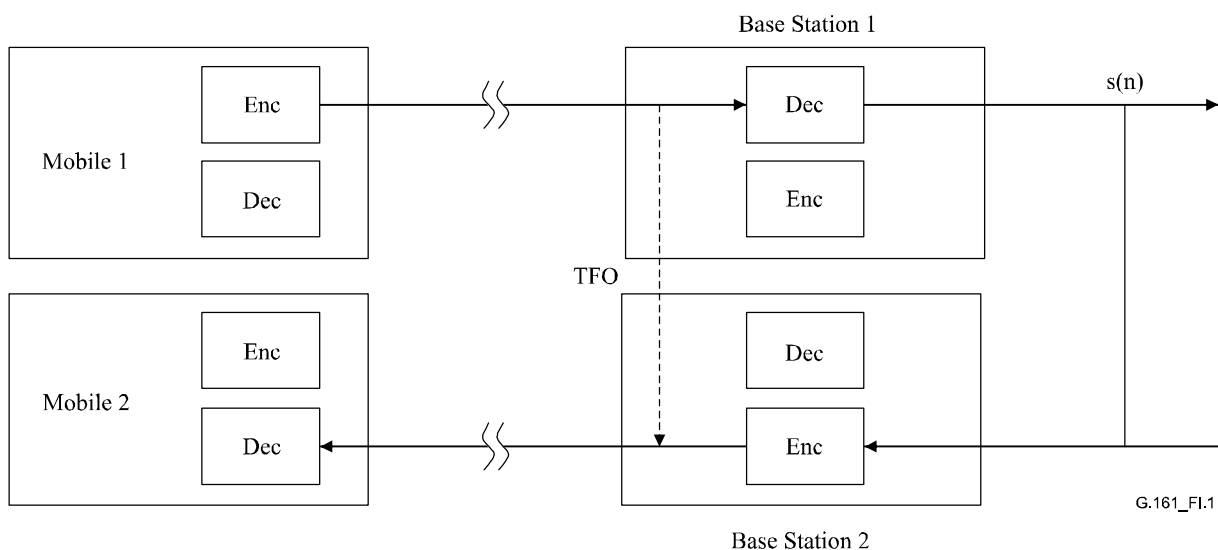 Base Station 1
Enc
Dec
s(n)
Mobile 1
Dec
Enc
TFO
Enc
Dec
Mobile 2
Dec
Enc
G.161_FI.1
Base Station 2